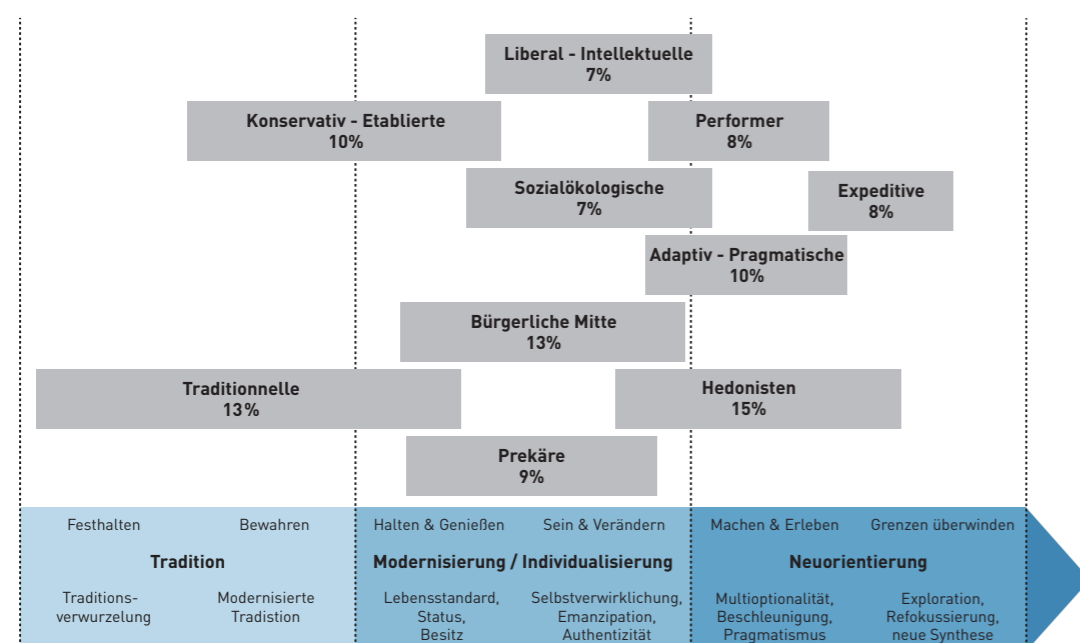 Liberal - Intellektuelle
7%
Konservativ - Etablierte
10%
Performer
8%
Sozialökologische
7%
Expeditive
8%
Adaptiv - Pragmatische
10%
Bürgerliche Mitte
13%
Traditionnelle
13%
Hedonisten
15%
Prekäre
9%
Festhalten
Bewahren
Halten & Genießen
Sein & Verändern
Machen & Erleben
Grenzen überwinden
Tradition
Modernisierung / Individualisierung
Neuorientierung
Traditions-
verwurzelung
Modernisierte
Tradistion
Lebensstandard,
Status,
Besitz
Selbstverwirklichung,
Emanzipation,
Authentizität
Multioptionalität,
Beschleunigung,
Pragmatismus
Exploration,
Refokussierung,
neue Synthese